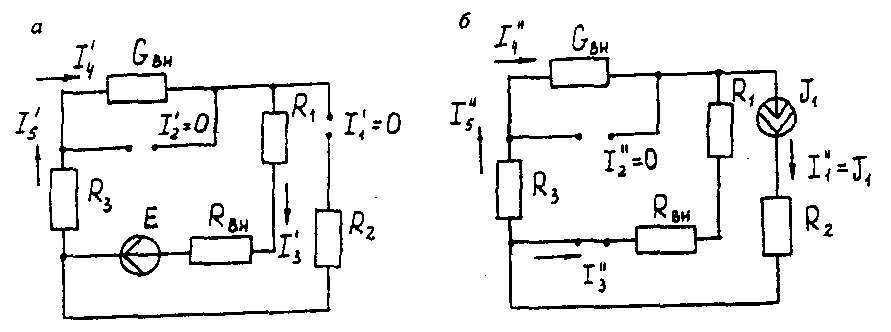 а
I'₄
Gвн
I'₅
I'₂=0
R₁
I'₁=0
R₃
E
Rвн
I'₃
R₂
б
I''₄
Gвн
I''₅
I''₂=0
R₁
J₁
I''₁=J₁
R₃
Rвн
R₂
I''₃